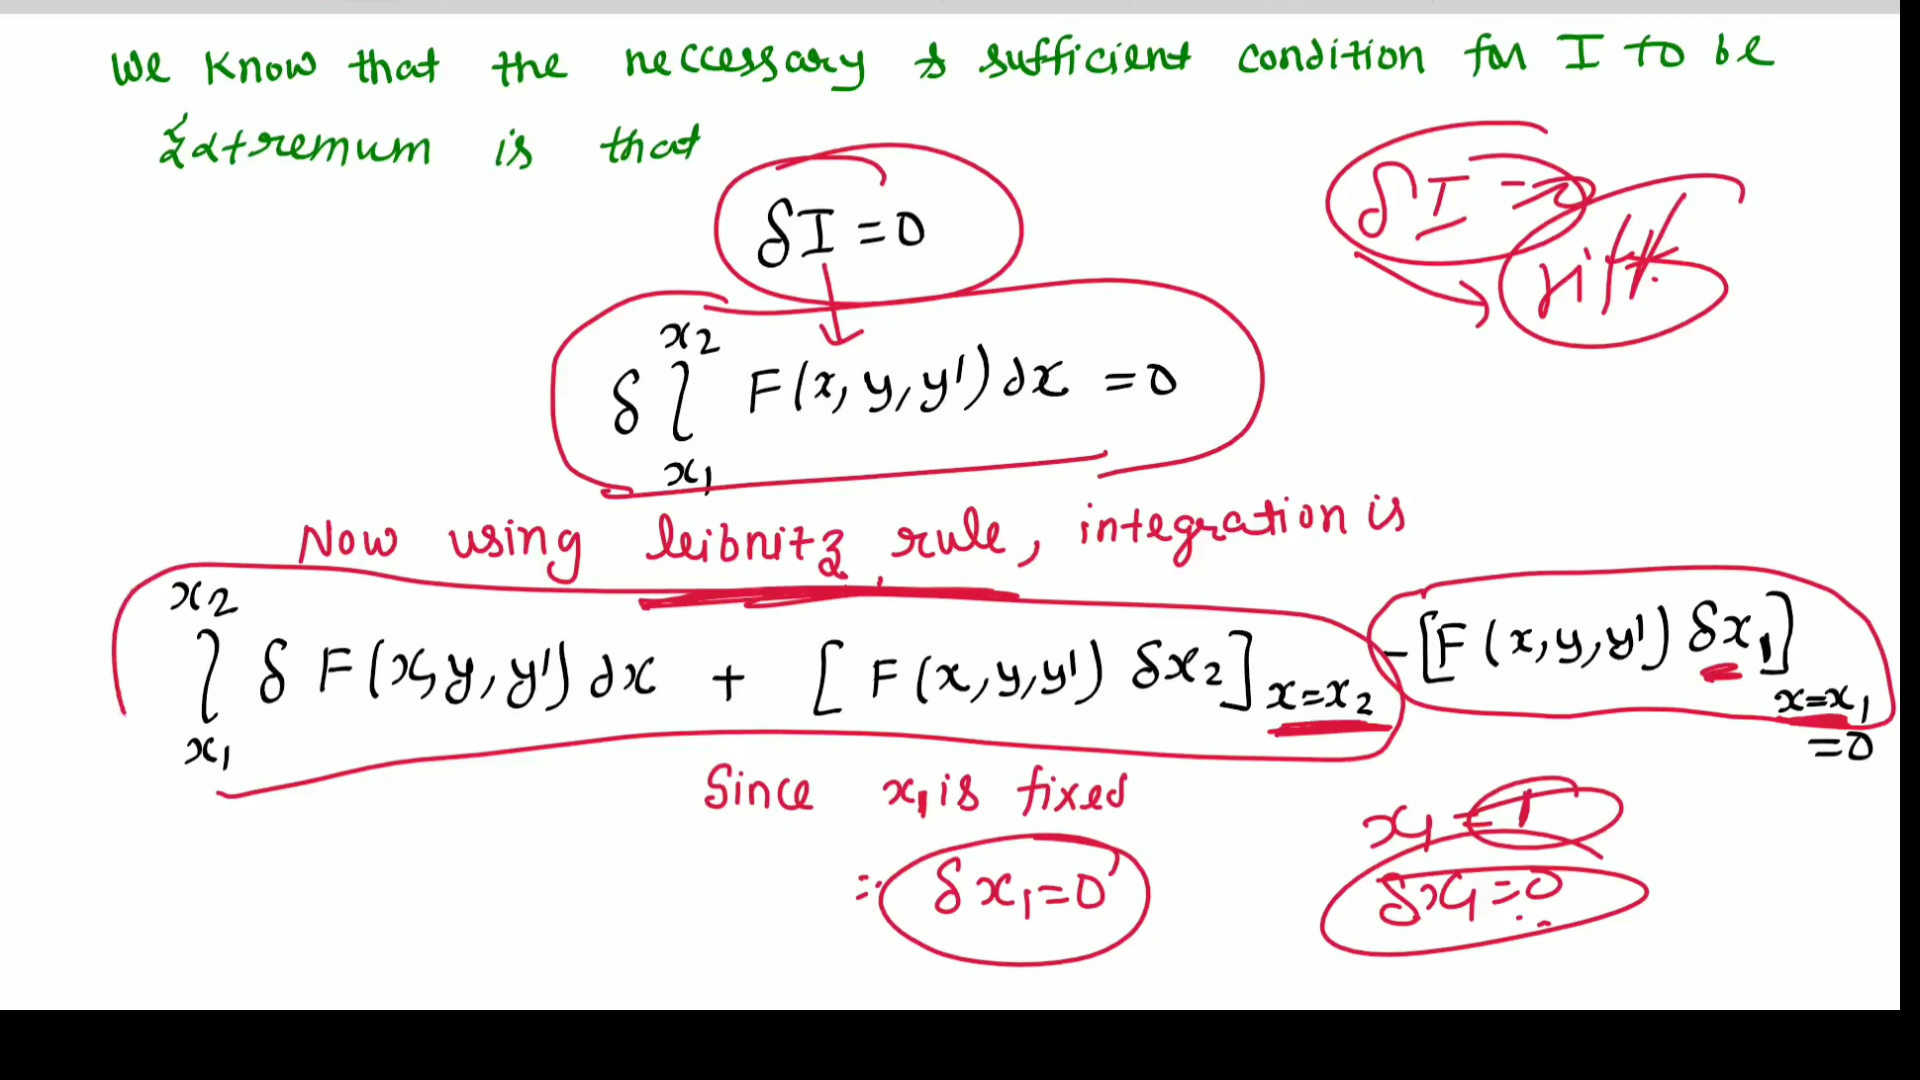 We know that the neccessary & sufficient condition for I to be
Extremum is that
δI = 0
δI = 0
δ ∫_{x1}^{x2} F(x, y, y') dx = 0
Now using leibnitz rule, integration is
∫_{x1}^{x2} δ F(x, y, y') dx + [F(x, y, y') δx2]_{x=x2} - [F(x, y, y') δx1]_{x=x1} = 0
Since x1 is fixed
x1 = 1
∴ δx1 = 0
δx1 = 0